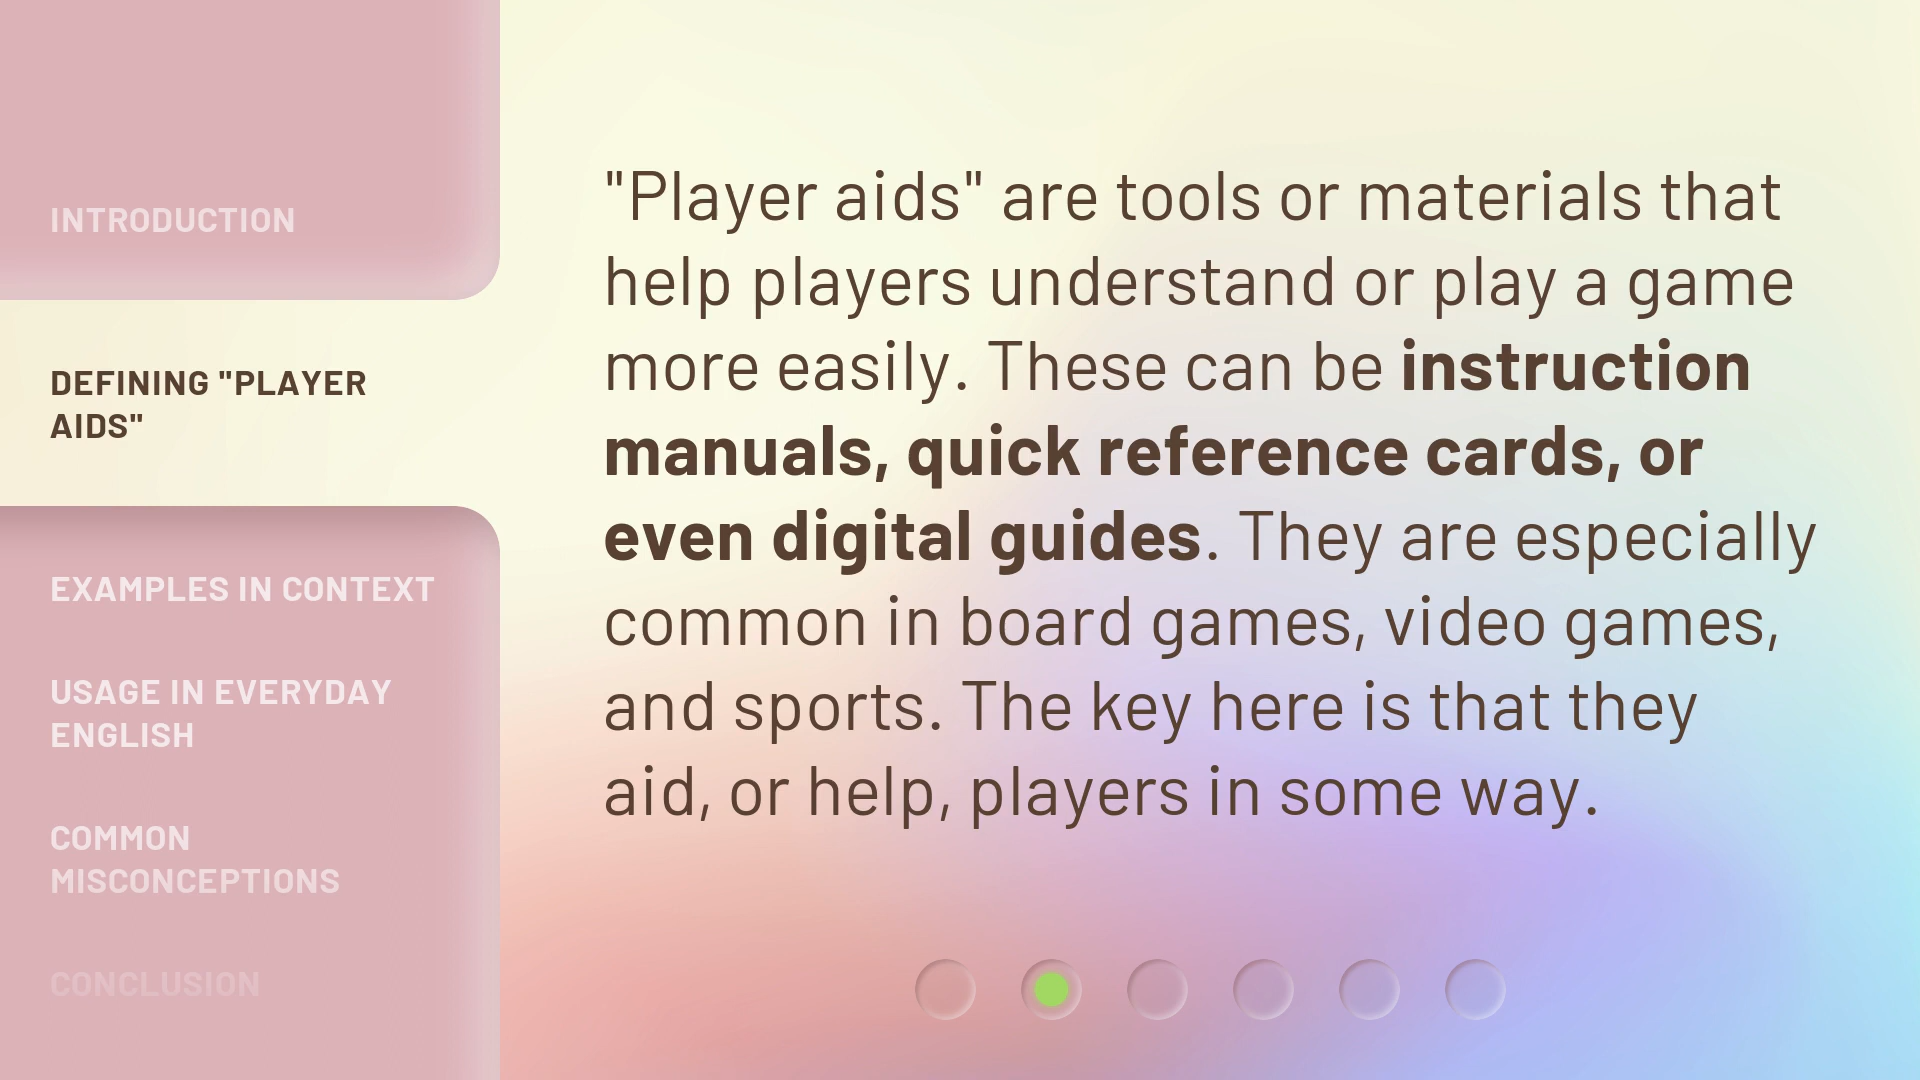 INTRODUCTION
DEFINING "PLAYER
AIDS"
EXAMPLES IN CONTEXT
USAGE IN EVERYDAY
ENGLISH
COMMON
MISCONCEPTIONS
CONCLUSION
"Player aids" are tools or materials that
help players understand or play a game
more easily. These can be instruction
manuals, quick reference cards, or
even digital guides. They are especially
common in board games, video games,
and sports. The key here is that they
aid, or help, players in some way.